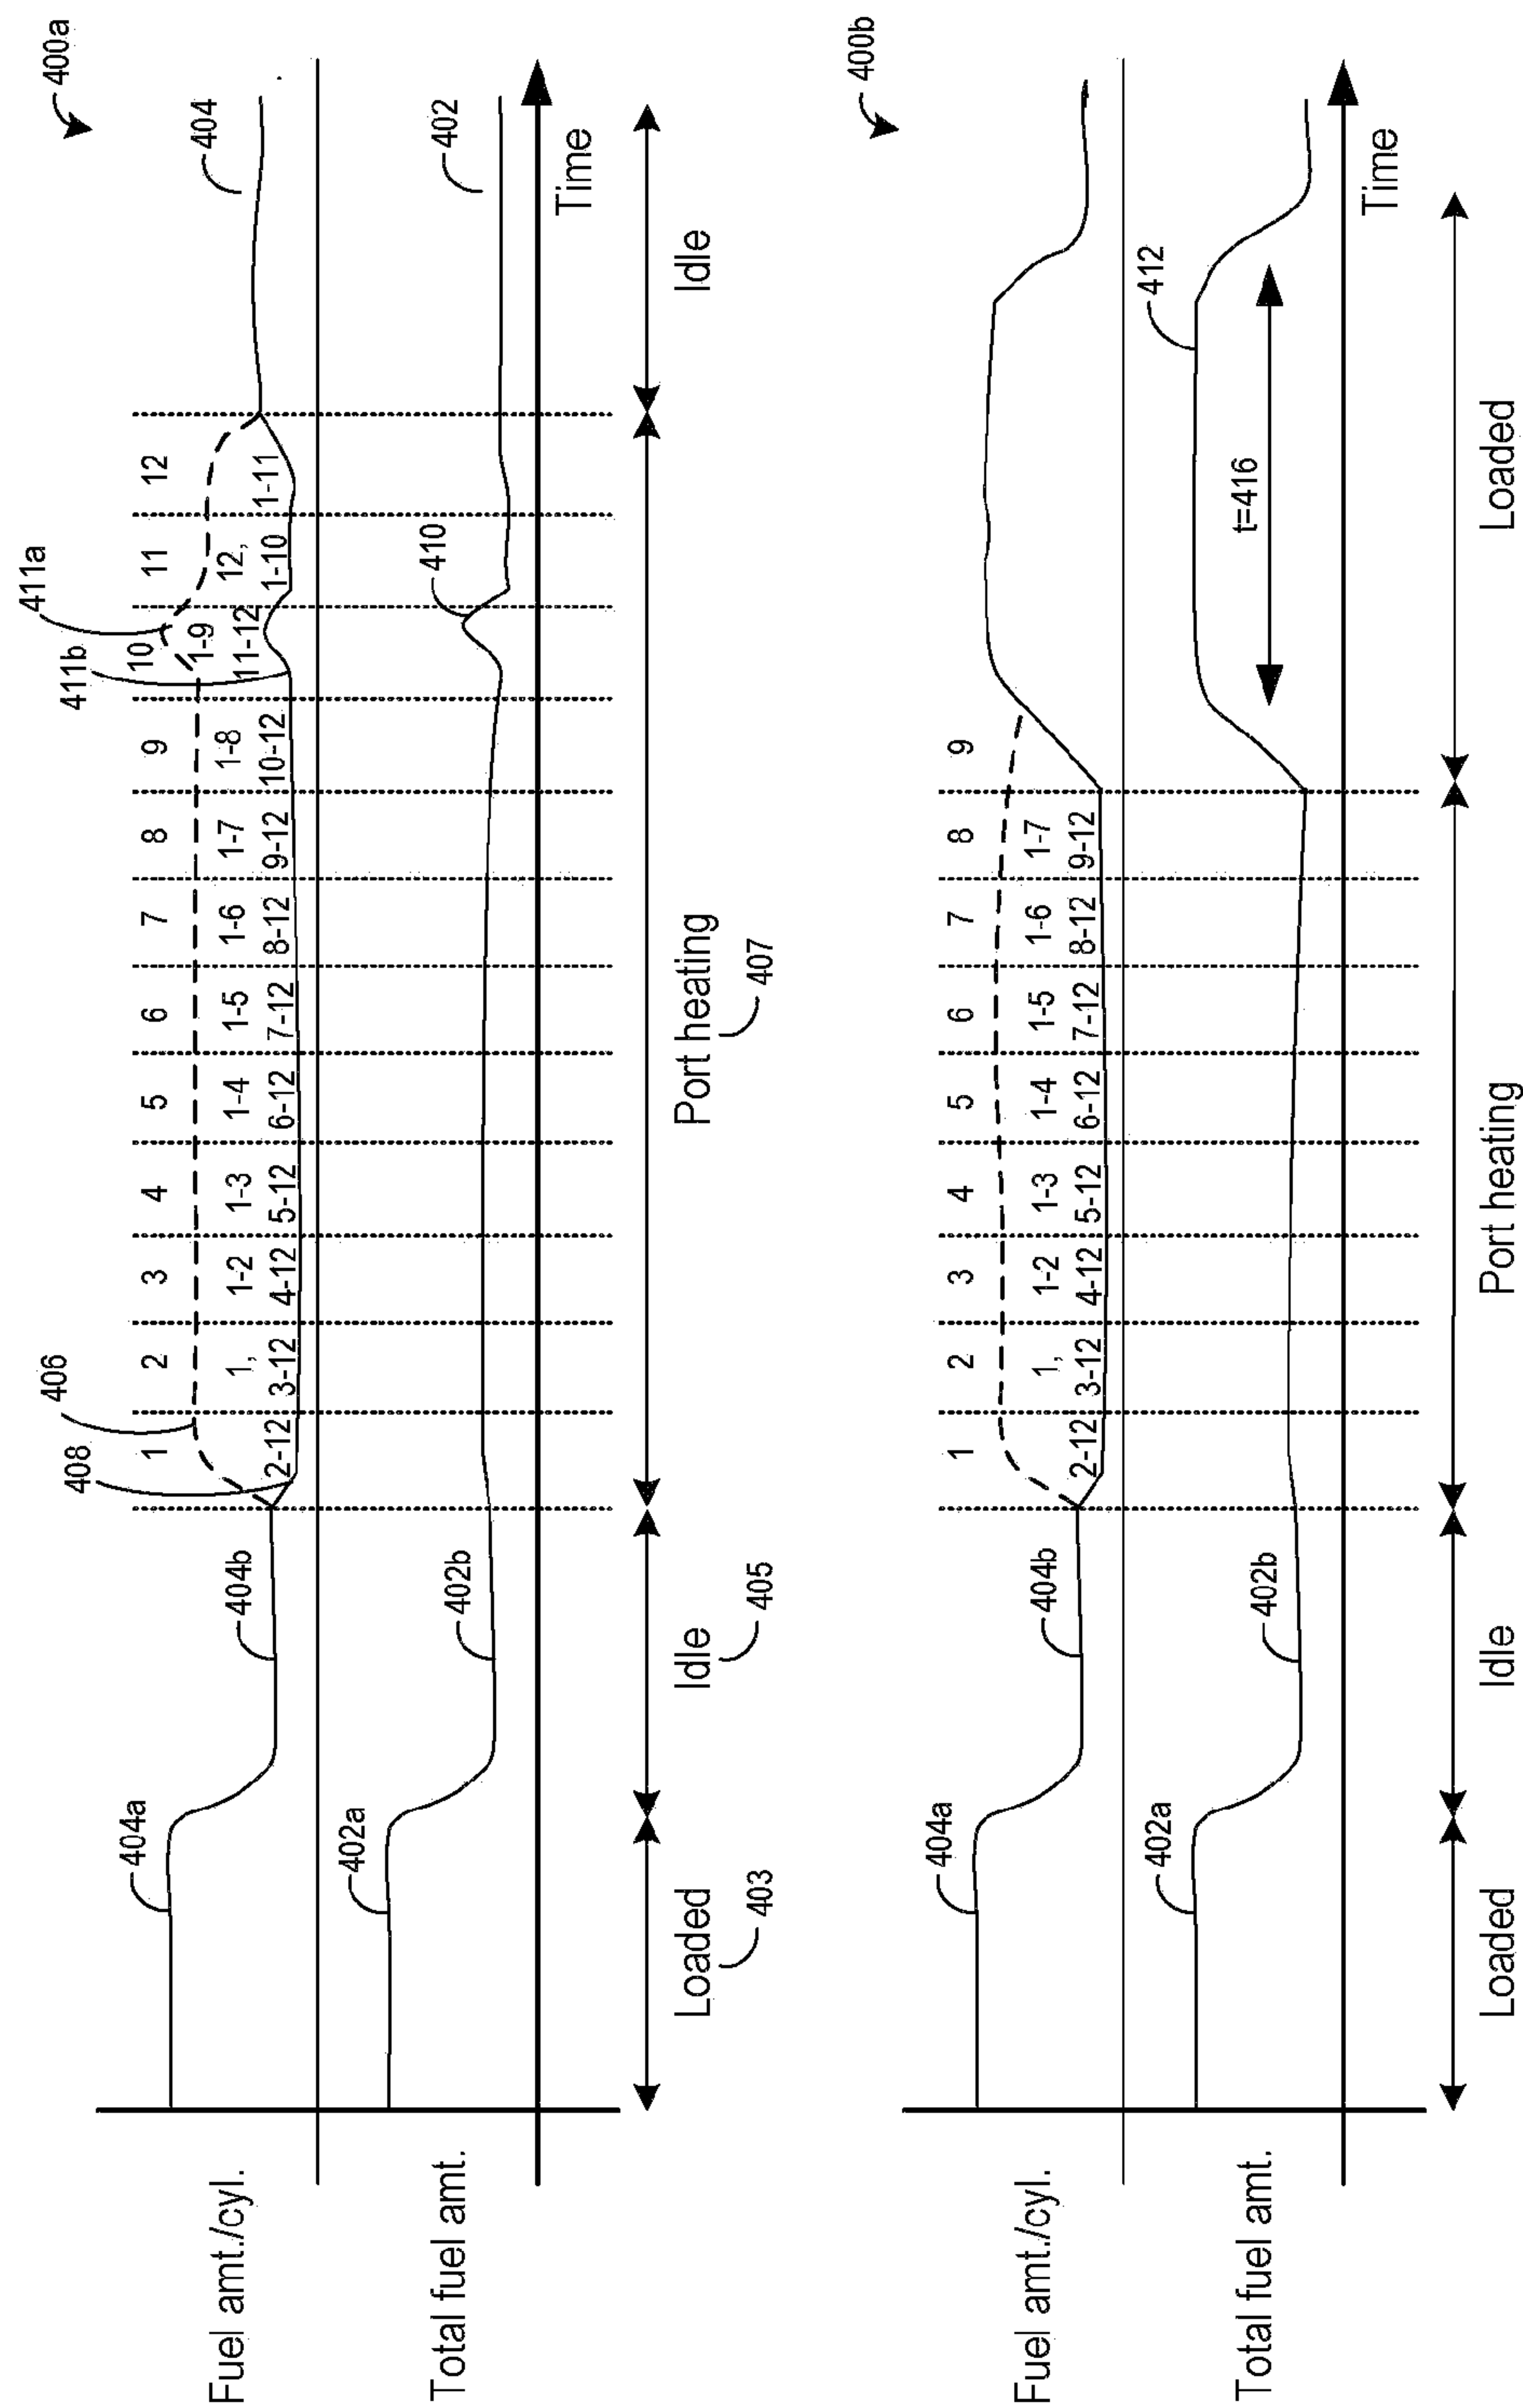 400a
Fuel amt./cyl.
404a
404b
408
406
411b
411a
404
1
2
3
4
5
6
7
8
9
10
11
12
2-12
1,
3-12
1-2
4-12
1-3
5-12
1-4
6-12
1-5
7-12
1-6
8-12
1-7
9-12
1-8
10-12
1-9
11-12
12,
1-10
1-11
Total fuel amt.
402a
402b
410
402
Time
Loaded
403
Idle
405
Port heating
407
Idle
400b
Fuel amt./cyl.
404a
404b
1
2
3
4
5
6
7
8
9
2-12
1,
3-12
1-2
4-12
1-3
5-12
1-4
6-12
1-5
7-12
1-6
8-12
1-7
9-12
Total fuel amt.
402a
402b
412
t=416
Time
Loaded
Idle
Port heating
Loaded